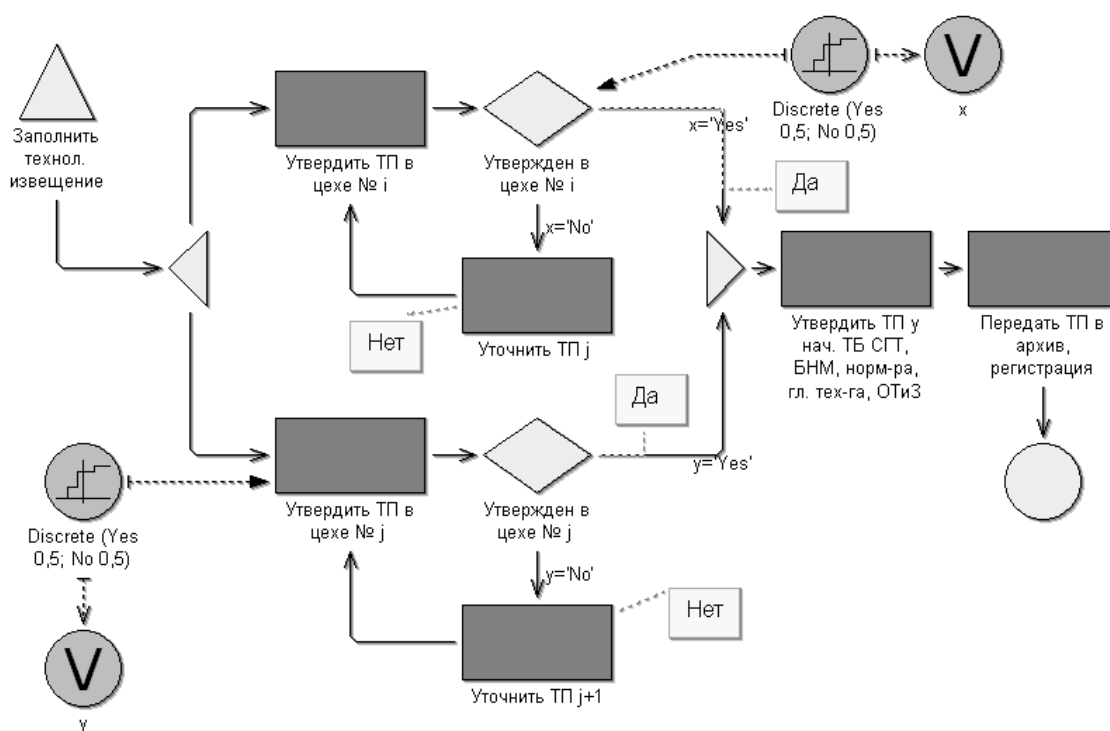 Заполнить
технол.
извещение
Утвердить ТП в
цехе № i
Утвержден в
цехе № i
x='Yes'
x='No'
Discrete (Yes
0,5; No 0,5)
V
x
Да
Нет
Уточнить ТП j
Утвердить ТП у
нач. ТБ СГТ,
БНМ, норм-ра,
гл. тех-га, ОТиЗ
Передать ТП в
архив,
регистрация
Да
y='Yes'
Discrete (Yes
0,5; No 0,5)
V
y
Утвердить ТП в
цехе № j
Утвержден в
цехе № j
y='No'
Нет
Уточнить ТП j+1